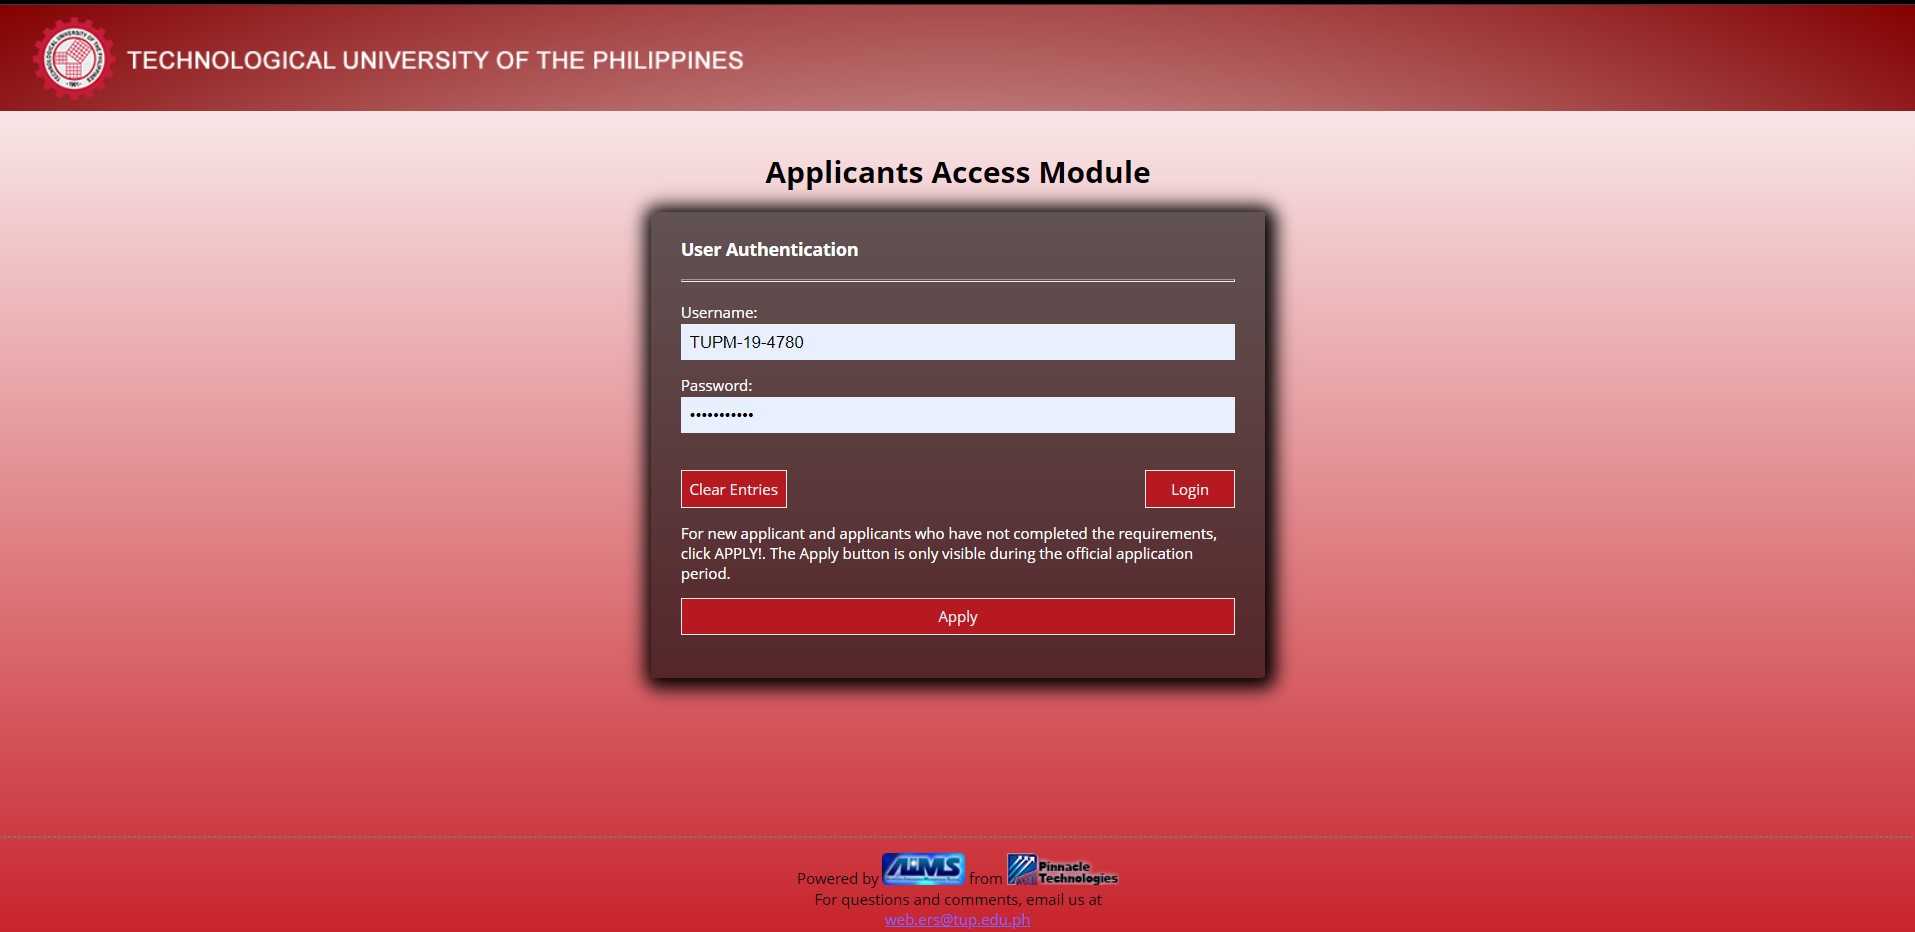 TECHNOLOGICAL UNIVERSITY OF THE PHILIPPINES
Applicants Access Module
User Authentication
Username:
TUPM-19-4780
Password:
•••••••••••
Clear Entries
Login
For new applicant and applicants who have not completed the requirements,
click APPLY!. The Apply button is only visible during the official application
period.
Apply
Powered by AIMS from Pinnacle Technologies
For questions and comments, email us at
web.ers@tup.edu.ph